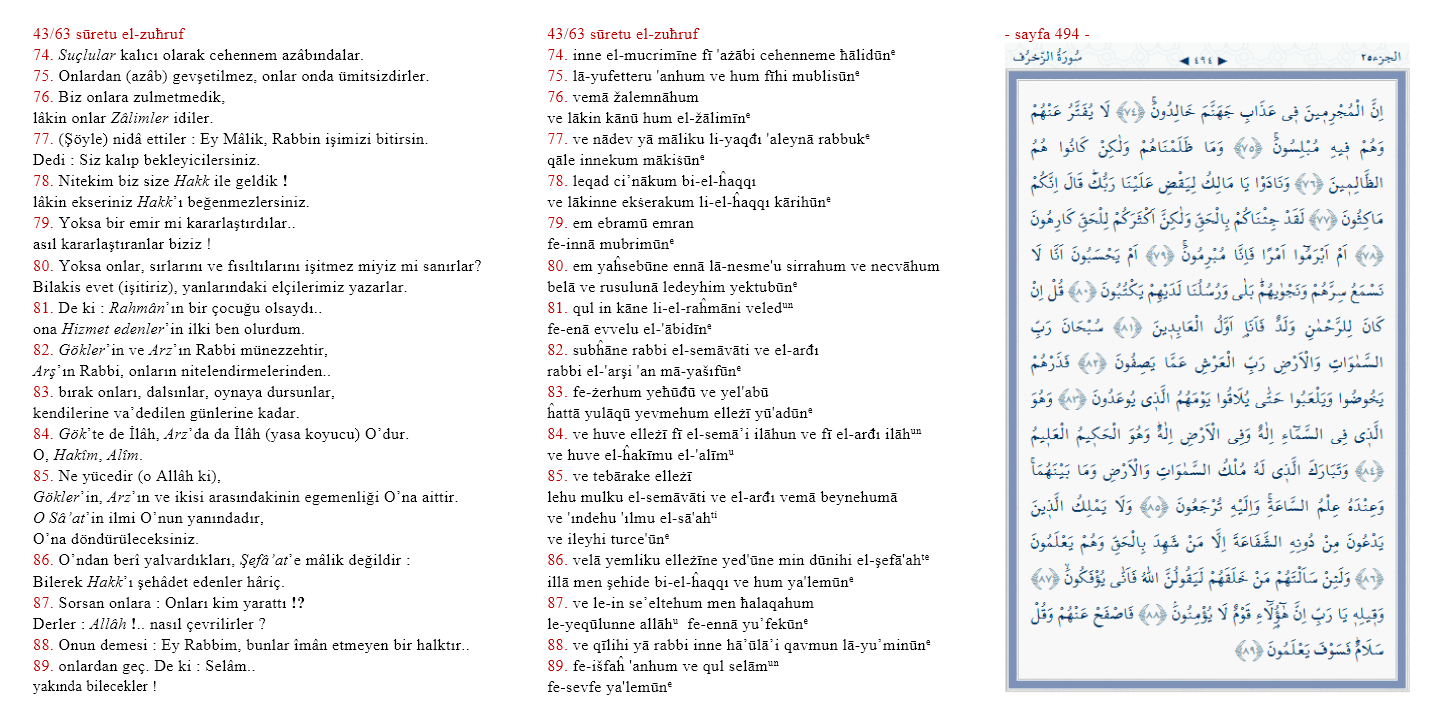 43/63 sūretu el-zuħruf
74. Suçlular kalıcı olarak cehennem azâbındalar.
75. Onlardan (azâb) gevşetilmez, onlar onda ümitsizdirler.
76. Biz onlara zulmetmedik,
lâkin onlar Zâlimler idiler.
77. (Şöyle) nidâ ettiler : Ey Mâlik, Rabbin işimizi bitirsin.
Dedi : Siz kalıp bekleyicilersiniz.
78. Nitekim biz size Hakk ile geldik !
lâkin ekseriniz Hakk’ı beğenmezlersiniz.
79. Yoksa bir emir mi kararlaştırdılar..
asıl kararlaştıranlar biziz !
80. Yoksa onlar, sırlarını ve fısıltılarını işitmez miyiz mi sanırlar?
Bilakis evet (işitiriz), yanlarındaki elçilerimiz yazarlar.
81. De ki : Rahmân’ın bir çocuğu olsaydı..
ona Hizmet edenler’in ilki ben olurdum.
82. Gökler’in ve Arz’ın Rabbi münezzehtir,
Arş’ın Rabbi, onların nitelendirmelerinden..
83. bırak onları, dalsınlar, oynaya dursunlar,
kendilerine va’dedilen günlerine kadar.
84. Gök’te de İlâh, Arz’da da İlâh (yasa koyucu) O’dur.
O, Hakîm, Alîm.
85. Ne yücedir (o Allâh ki),
Gökler’in, Arz’ın ve ikisi arasındakinin egemenliği O’na aittir.
O Sâ’at’in ilmi O’nun yanındadır,
O’na döndürüleceksiniz.
86. O’ndan berî yalvardıkları, Şefâ’at’e mâlik değildir :
Bilerek Hakk’ı şehâdet edenler hâriç.
87. Sorsan onlara : Onları kim yarattı !?
Derler : Allâh !.. nasıl çevrilirler ?
88. Onun demesi : Ey Rabbim, bunlar îmân etmeyen bir halktır..
89. onlardan geç. De ki : Selâm..
yakında bilecekler !
43/63 sūretu el-zuħruf
74. inne el-mucrimīne fī 'ażābi cehenneme ħālidūnᵉ
75. lā-yufetteru 'anhum ve hum fīhi mublisūnᵉ
76. vemā žalemnāhum
ve lākin kānū hum el-žālimīnᵉ
77. ve nādev yā māliku li-yaqđi 'aleynā rabbukᵉ
qāle innekum mākiśūnᵉ
78. leqad ci’nākum bi-el-ĥaqqı
ve lākinne ekśerakum li-el-ĥaqqı kārihūnᵉ
79. em ebramū emran
fe-innā mubrimūnᵉ
80. em yaĥsebūne ennā lā-nesme'u sirrahum ve necvāhum
belā ve rusulunā ledeyhim yektubūnᵉ
81. qul in kāne li-el-raĥmāni veledᵘⁿ
fe-enā evvelu el-'ābidīnᵉ
82. subĥāne rabbi el-semāvāti ve el-arđı
rabbi el-'arşi 'an mā-yaśıfūnᵉ
83. fe-żerhum yeħūđū ve yel'abū
ĥattā yulāqū yevmehum elleżī yū'adūnᵉ
84. ve huve elleżī fī el-semā’i ilāhun ve fī el-arđı ilāhᵘⁿ
ve huve el-ĥakīmu el-'alīmᵘ
85. ve tebārake elleżī
lehu mulku el-semāvāti ve el-arđı vemā beynehumā
ve 'ındehu 'ılmu el-sā'ahᵗⁱ
ve ileyhi turce'ūnᵉ
86. velā yemliku elleżīne yed'ūne min dūnihi el-şefā'ahᵗᵉ
illā men şehide bi-el-ĥaqqı ve hum ya'lemūnᵉ
87. ve le-in se’eltehum men ħalaqahum
le-yeqūlunne allāhᵘ fe-ennā yu’fekūnᵉ
88. ve qīlihi yā rabbi inne hā’ūlā’i qavmun lā-yu’minūnᵉ
89. fe-išfaĥ 'anhum ve qul selāmᵘⁿ
fe-sevfe ya'lemūnᵉ
- sayfa 494 -
الجزء٢٥ ◀ ٤٩٤ ▶ سُورَةُ الزُّخْرُفِ
اِنَّ الْمُجْرِمٖينَ فٖى عَذَابِ جَهَنَّمَ خَالِدُونَۚ ﴿٧٤﴾ لَا يُفَتَّرُ عَنْهُمْ
وَهُمْ فٖيهِ مُبْلِسُونَۚ ﴿٧٥﴾ وَمَا ظَلَمْنَاهُمْ وَلٰكِنْ كَانُوا هُمُ
الظَّالِمٖينَ ﴿٧٦﴾ وَنَادَوْا يَا مَالِكُ لِيَقْضِ عَلَيْنَا رَبُّكَؕ قَالَ اِنَّكُمْ
مَاكِثُونَ ﴿٧٧﴾ لَقَدْ جِئْنَاكُمْ بِالْحَقِّ وَلٰكِنَّ اَكْثَرَكُمْ لِلْحَقِّ كَارِهُونَ
﴿٧٨﴾ اَمْ اَبْرَمُٓوا اَمْرًا فَاِنَّا مُبْرِمُونَۚ ﴿٧٩﴾ اَمْ يَحْسَبُونَ اَنَّا لَا
نَسْمَعُ سِرَّهُمْ وَنَجْوٰيهُمْؕ بَلٰى وَرُسُلُنَا لَدَيْهِمْ يَكْتُبُونَ ﴿٨٠﴾ قُلْ اِنْ
كَانَ لِلرَّحْمٰنِ وَلَدٌ فَاَنَا۬ اَوَّلُ الْعَابِدٖينَ ﴿٨١﴾ سُبْحَانَ رَبِّ
السَّمٰوَاتِ وَالْاَرْضِ رَبِّ الْعَرْشِ عَمَّا يَصِفُونَ ﴿٨٢﴾ فَذَرْهُمْ
يَخُوضُوا وَيَلْعَبُوا حَتّٰى يُلَاقُوا يَوْمَهُمُ الَّذٖى يُوعَدُونَ ﴿٨٣﴾ وَهُوَ
الَّذٖى فِى السَّمَٓاءِ اِلٰهٌ وَفِى الْاَرْضِ اِلٰهٌؕ وَهُوَ الْحَكٖيمُ الْعَلٖيمُ
﴿٨٤﴾ وَتَبَارَكَ الَّذٖى لَهُ مُلْكُ السَّمٰوَاتِ وَالْاَرْضِ وَمَا بَيْنَهُمَاۚ
وَعِنْدَهُ عِلْمُ السَّاعَةِۚ وَاِلَيْهِ تُرْجَعُونَ ﴿٨٥﴾ وَلَا يَمْلِكُ الَّذٖينَ
يَدْعُونَ مِنْ دُونِهِ الشَّفَاعَةَ اِلَّا مَنْ شَهِدَ بِالْحَقِّ وَهُمْ يَعْلَمُونَ
﴿٨٦﴾ وَلَئِنْ سَاَلْتَهُمْ مَنْ خَلَقَهُمْ لَيَقُولُنَّ اللّٰهُ فَاَنّٰى يُؤْفَكُونَۙ ﴿٨٧﴾
وَقٖيلِهٖ يَا رَبِّ اِنَّ هٰٓؤُ۬لَٓاءِ قَوْمٌ لَا يُؤْمِنُونَۘ ﴿٨٨﴾ فَاصْفَحْ عَنْهُمْ وَقُلْ
سَلَامٌؕ فَسَوْفَ يَعْلَمُونَ ﴿٨٩﴾